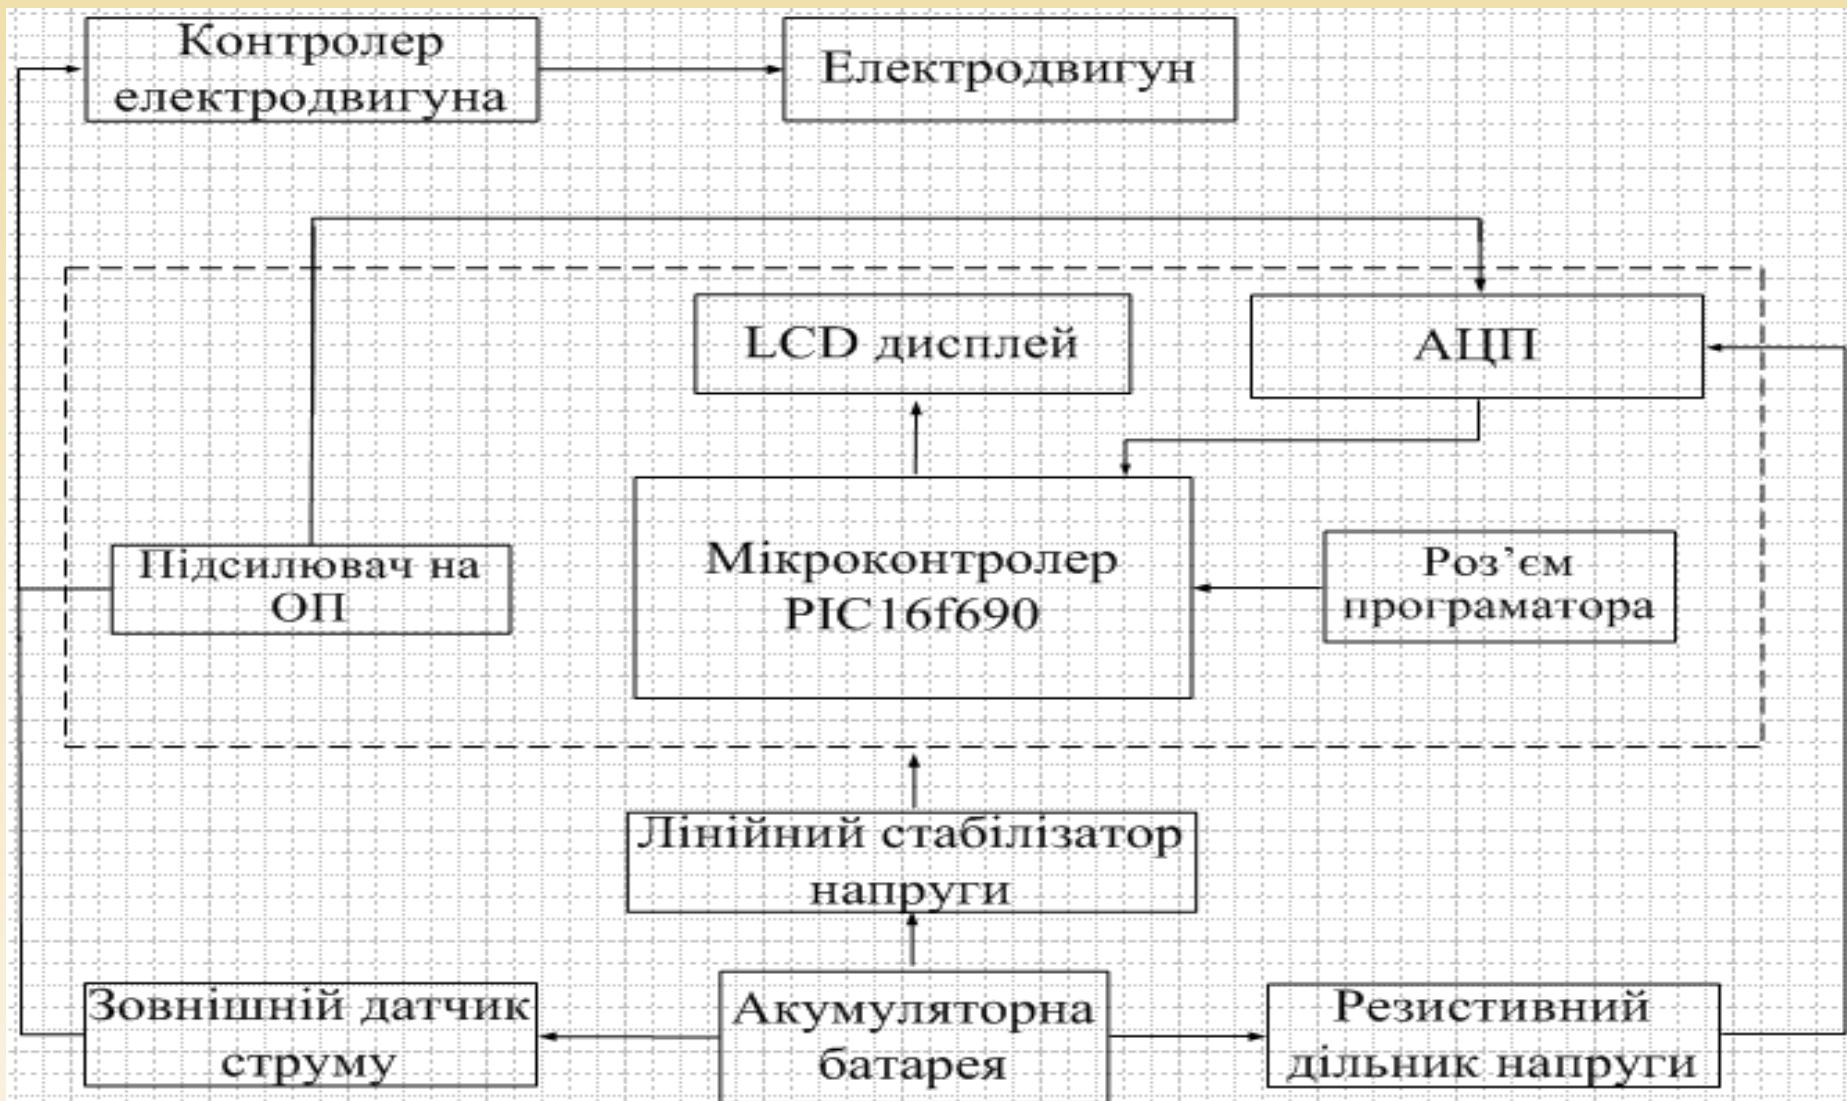 Контролер
електродвигуна
Електродвигун
LCD дисплей
АЦП
Підсилювач на
ОП
Мікроконтролер
PIC16f690
Роз’єм
програматора
Лінійний стабілізатор
напруги
Зовнішній датчик
струму
Акумуляторна
батарея
Резистивний
дільник напруги